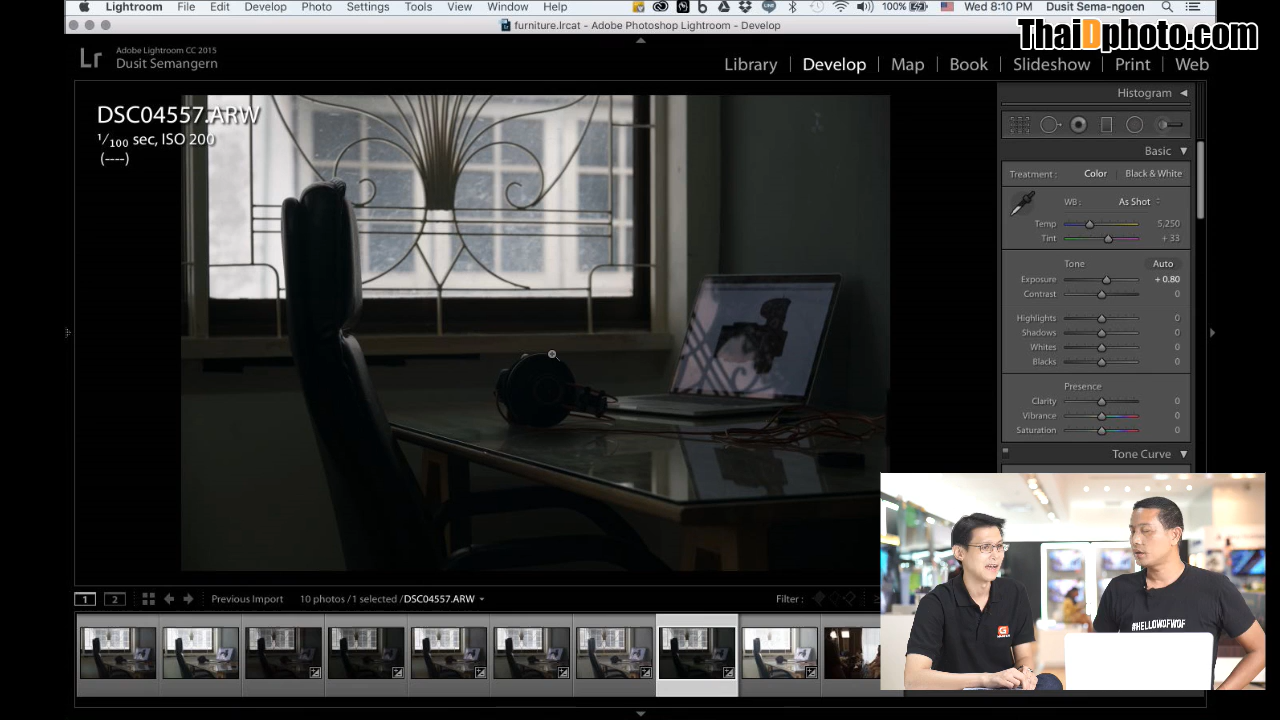 Lightroom File Edit Develop Photo Settings Tools View Window Help
100% Wed 8:10 PM Dusit Sema-ngoen
furniture.lrcat - Adobe Photoshop Lightroom - Develop
ThaiDphoto.com
Lr
Adobe Lightroom CC 2015
Dusit Semangern
Library | Develop | Map | Book | Slideshow | Print | Web
DSC04557.ARW
1/100 sec, ISO 200
(----)
Histogram
Basic
Treatment : Color | Black & White
WB : As Shot
Temp 5,250
Tint + 33
Tone Auto
Exposure + 0.80
Contrast 0
Highlights 0
Shadows 0
Whites 0
Blacks 0
Presence
Clarity 0
Vibrance 0
Saturation 0
Tone Curve
1 2 Previous Import 10 photos /1 selected /DSC04557.ARW Filter :
#HELLOWOFWOF